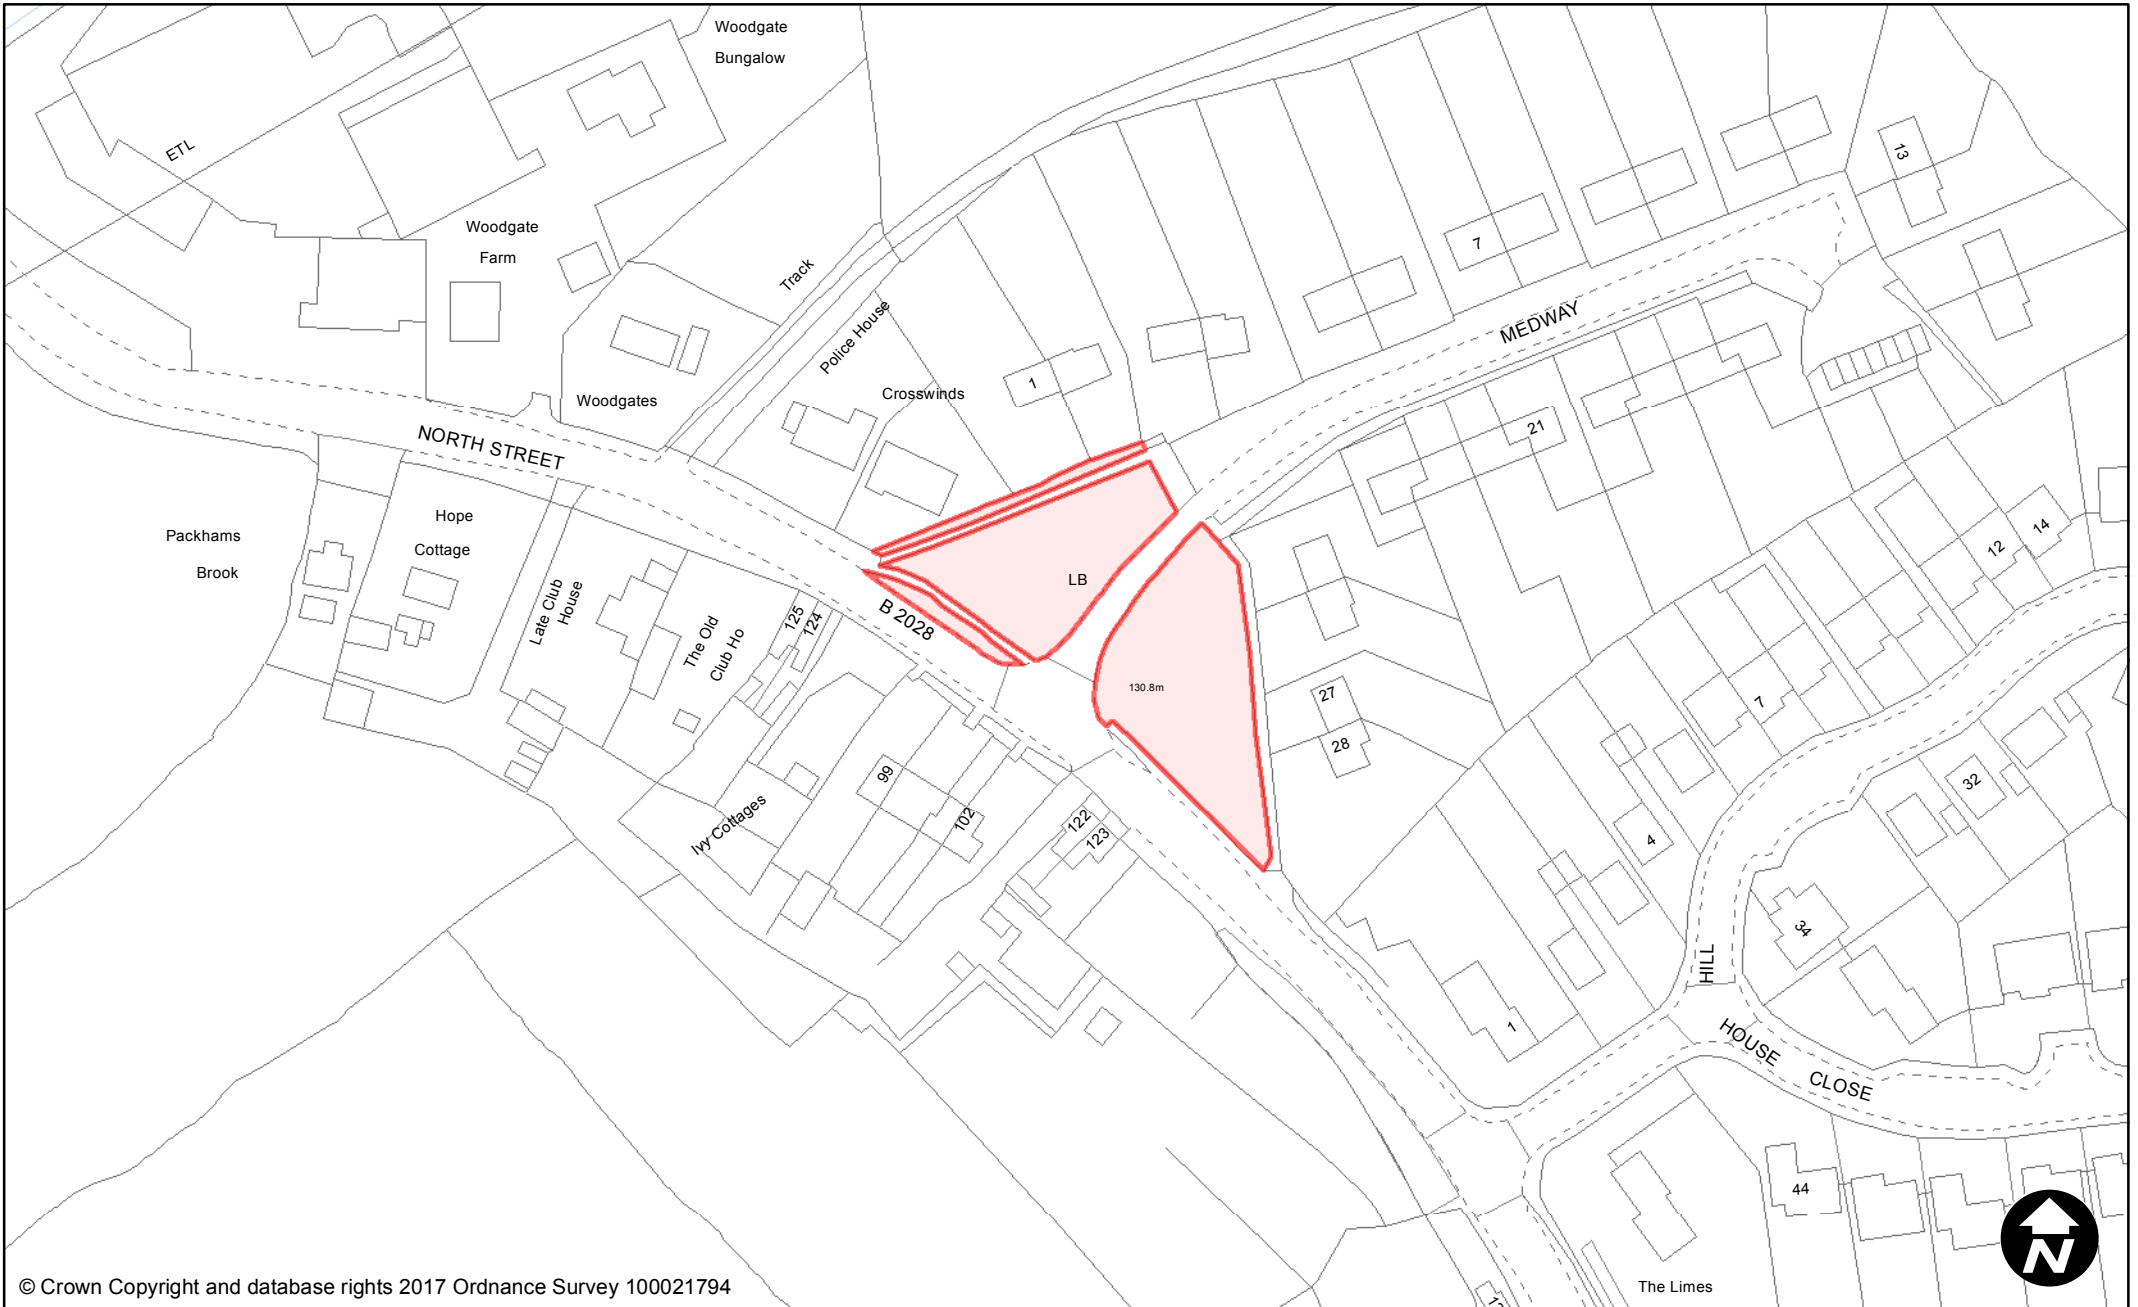 Woodgate
Bungalow
ETL
Woodgate
Farm
Track
Police House
Woodgates
Crosswinds
1
7
13
MEDWAY
21
NORTH STREET
Packhams
Brook
Hope
Cottage
Late Club
House
The Old
Club Ho
125
124
B 2028
LB
130.8m
27
28
12
14
7
4
32
34
99
102
122
123
Ivy Cottages
1
HILL
HOUSE
CLOSE
44
The Limes
N
© Crown Copyright and database rights 2017 Ordnance Survey 100021794